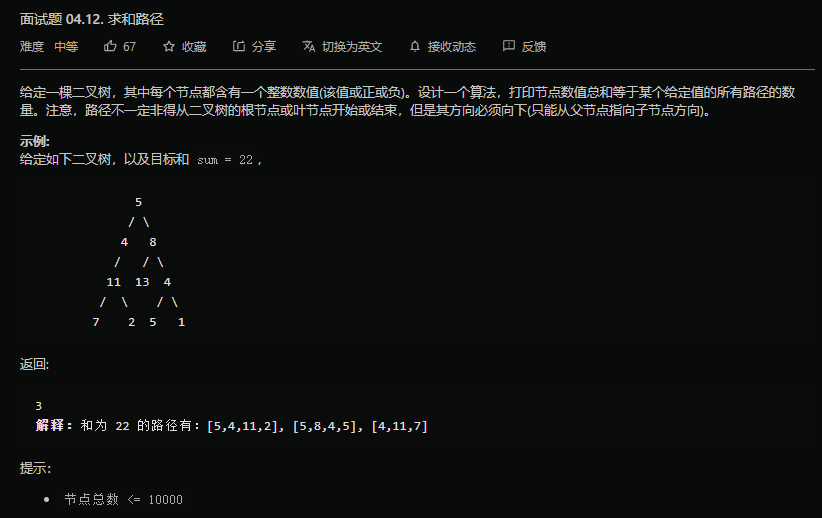 面试题 04.12. 求和路径
难度 中等 67 收藏 分享 切换为英文 接收动态 反馈
给定一棵二叉树，其中每个节点都含有一个整数数值(该值或正或负)。设计一个算法，打印节点数值总和等于某个给定值的所有路径的数
量。注意，路径不一定非得从二叉树的根节点或叶节点开始或结束，但是其方向必须向下(只能从父节点指向子节点方向)。
示例:
给定如下二叉树，以及目标和 sum = 22，
5
/ \
4 8
/ / \
11 13 4
/ \ / \
7 2 5 1
返回:
3
解释：和为 22 的路径有：[5,4,11,2], [5,8,4,5], [4,11,7]
提示：
• 节点总数 <= 10000